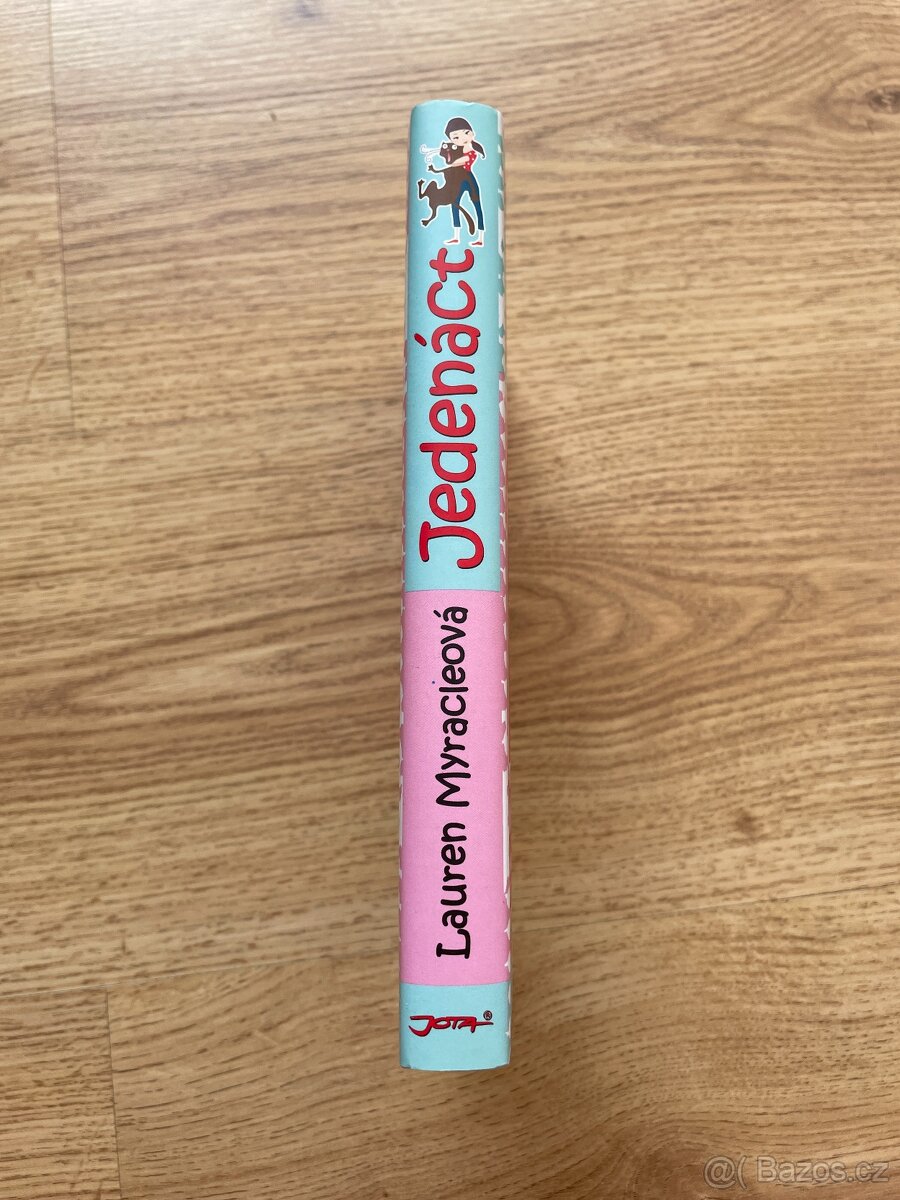 Jedenáct
Lauren Myracleová
JOTA®
@( Bazos.cz